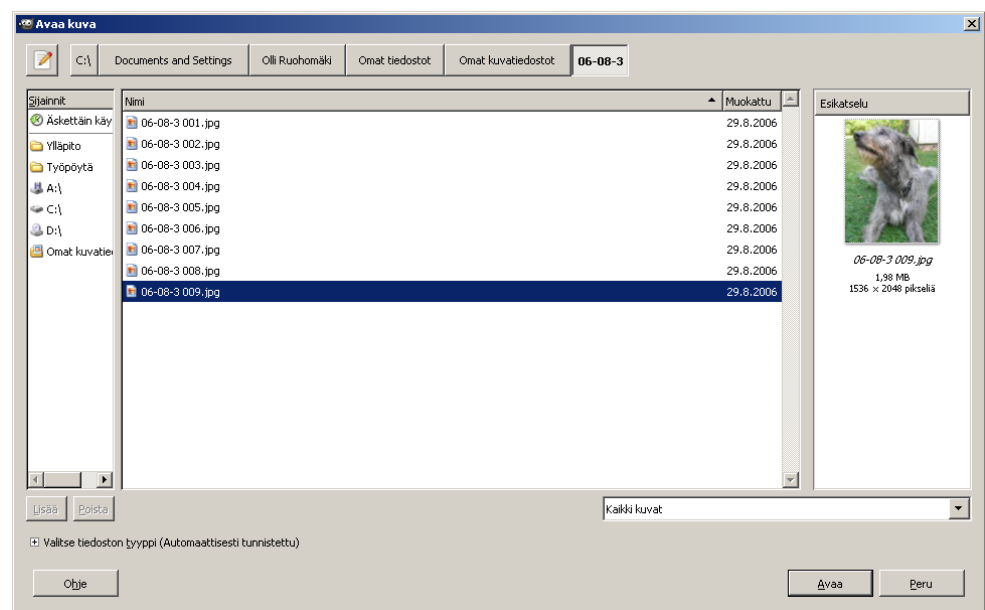 Avaa kuva
C:\ Documents and Settings Olli Ruohomäki Omat tiedostot Omat kuvatiedostot 06-08-3
Sijainnit
Äskettäin käy
Ylläpito
Työpöytä
A:\
C:\
D:\
Omat kuvatie
Nimi Muokattu
06-08-3 001.jpg 29.8.2006
06-08-3 002.jpg 29.8.2006
06-08-3 003.jpg 29.8.2006
06-08-3 004.jpg 29.8.2006
06-08-3 005.jpg 29.8.2006
06-08-3 006.jpg 29.8.2006
06-08-3 007.jpg 29.8.2006
06-08-3 008.jpg 29.8.2006
06-08-3 009.jpg 29.8.2006
Esikatselu
06-08-3 009.jpg
1,98 MB
1536 × 2048 pikseliä
Lisää Poista
Kaikki kuvat
Valitse tiedoston tyyppi (Automaattisesti tunnistettu)
Ohje Avaa Peru